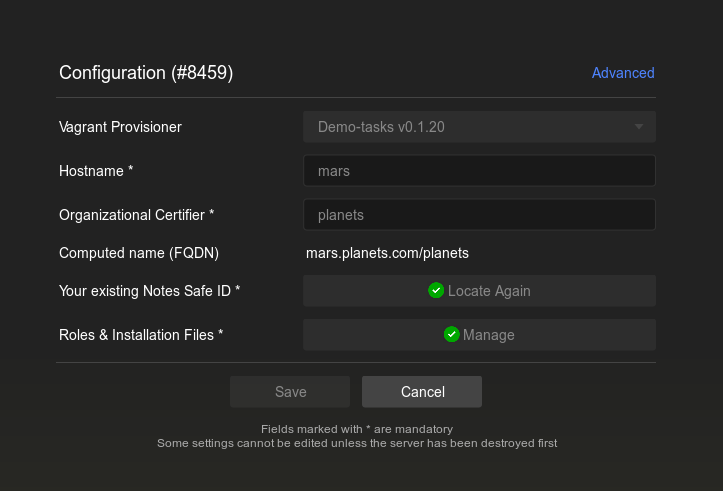 Configuration (#8459)
Advanced
Vagrant Provisioner
Demo-tasks v0.1.20
Hostname *
mars
Organizational Certifier *
planets
Computed name (FQDN)
mars.planets.com/planets
Your existing Notes Safe ID *
Locate Again
Roles & Installation Files *
Manage
Save
Cancel
Fields marked with * are mandatory
Some settings cannot be edited unless the server has been destroyed first